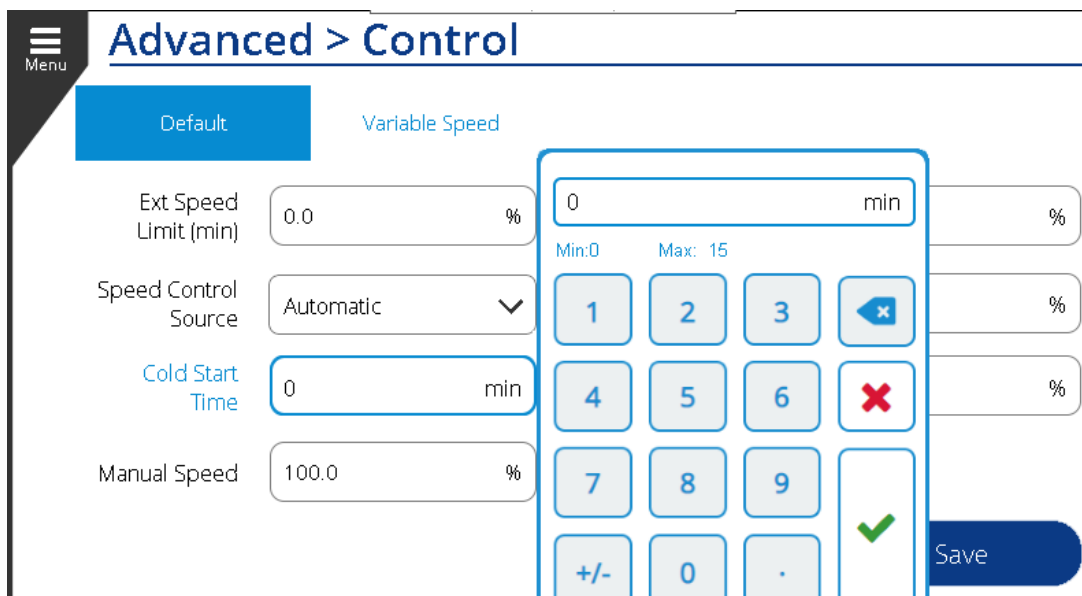 Advanced > Control
Menu
Default
Variable Speed
Ext Speed
Limit (min)
0.0 %
Speed Control
Source
Automatic
Cold Start
Time
0 min
Manual Speed
100.0 %
0 min
Min:0 Max: 15
1 2 3
4 5 6
7 8 9
+/- 0 .
%
%
%
Save